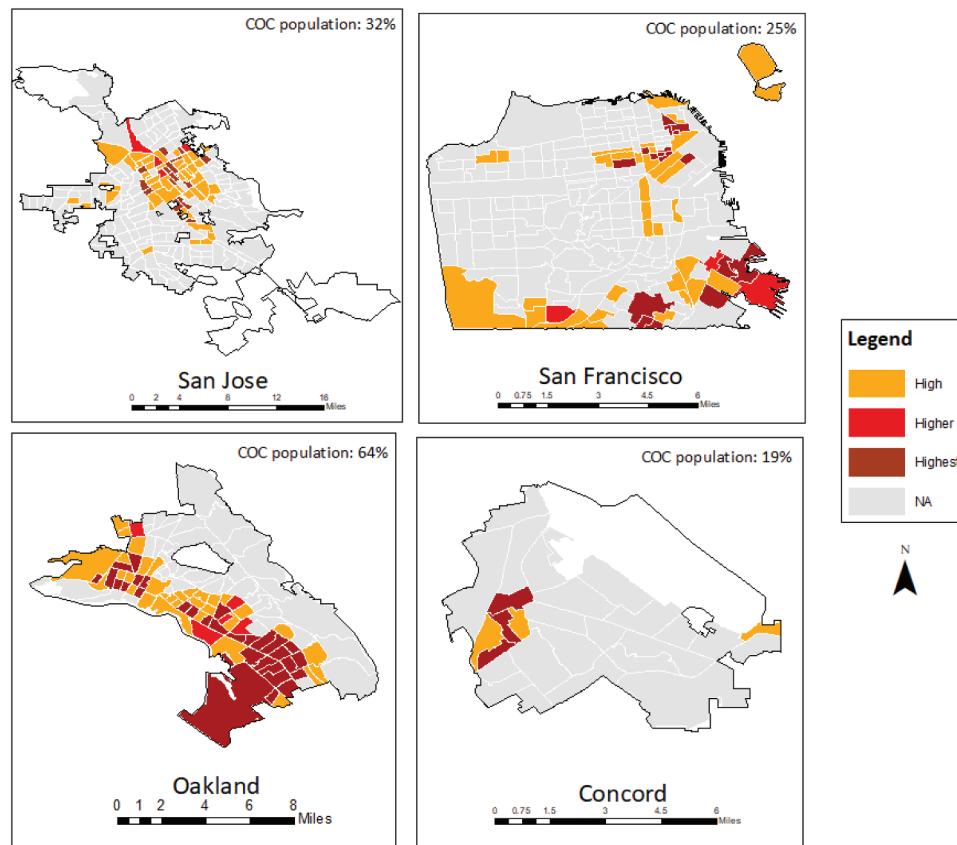 COC population: 32%
San Jose
0 2 4 8 12 16
Miles
COC population: 25%
San Francisco
0 0.75 1.5 3 4.5 6
Miles
COC population: 64%
Oakland
0 1 2 4 6 8
Miles
COC population: 19%
Concord
0 0.75 1.5 3 4.5 6
Miles
Legend
High
Higher
Highest
NA
N